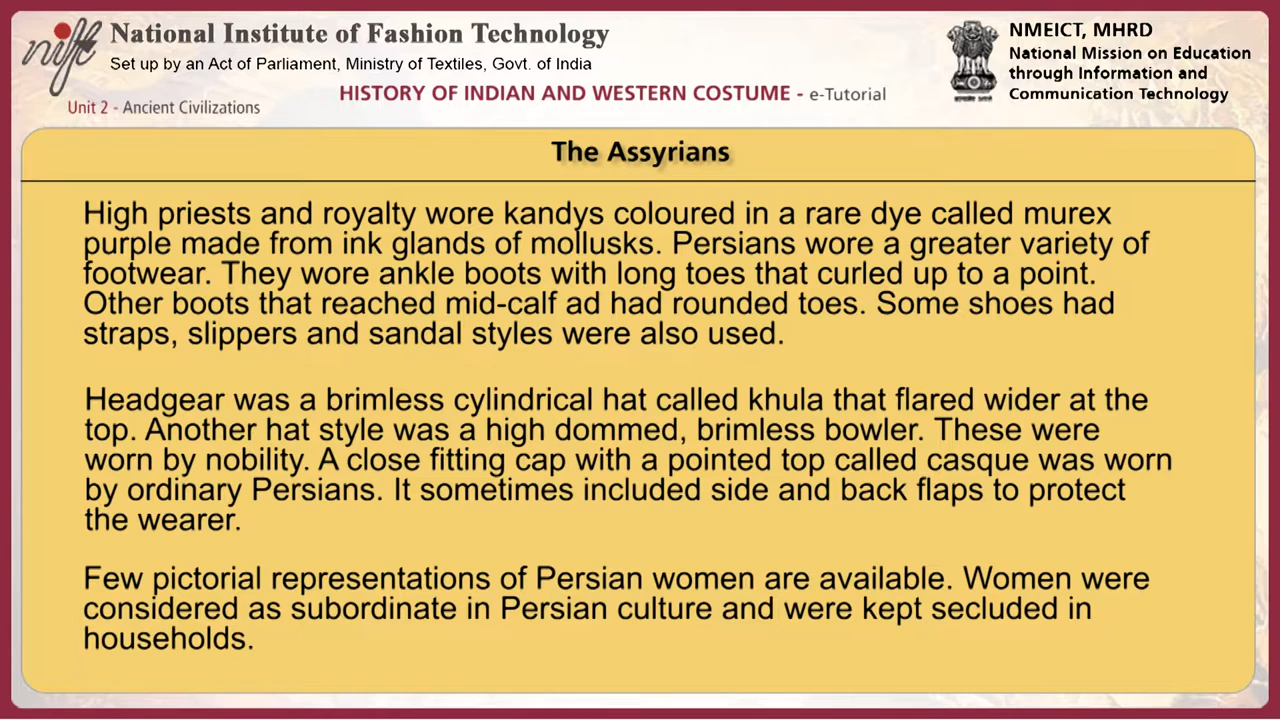 nift
National Institute of Fashion Technology
Set up by an Act of Parliament, Ministry of Textiles, Govt. of India
Unit 2 - Ancient Civilizations
HISTORY OF INDIAN AND WESTERN COSTUME - e-Tutorial
NMEICT, MHRD
National Mission on Education
through Information and
Communication Technology
The Assyrians
High priests and royalty wore kandys coloured in a rare dye called murex
purple made from ink glands of mollusks. Persians wore a greater variety of
footwear. They wore ankle boots with long toes that curled up to a point.
Other boots that reached mid-calf ad had rounded toes. Some shoes had
straps, slippers and sandal styles were also used.
Headgear was a brimless cylindrical hat called khula that flared wider at the
top. Another hat style was a high dommed, brimless bowler. These were
worn by nobility. A close fitting cap with a pointed top called casque was worn
by ordinary Persians. It sometimes included side and back flaps to protect
the wearer.
Few pictorial representations of Persian women are available. Women were
considered as subordinate in Persian culture and were kept secluded in
households.